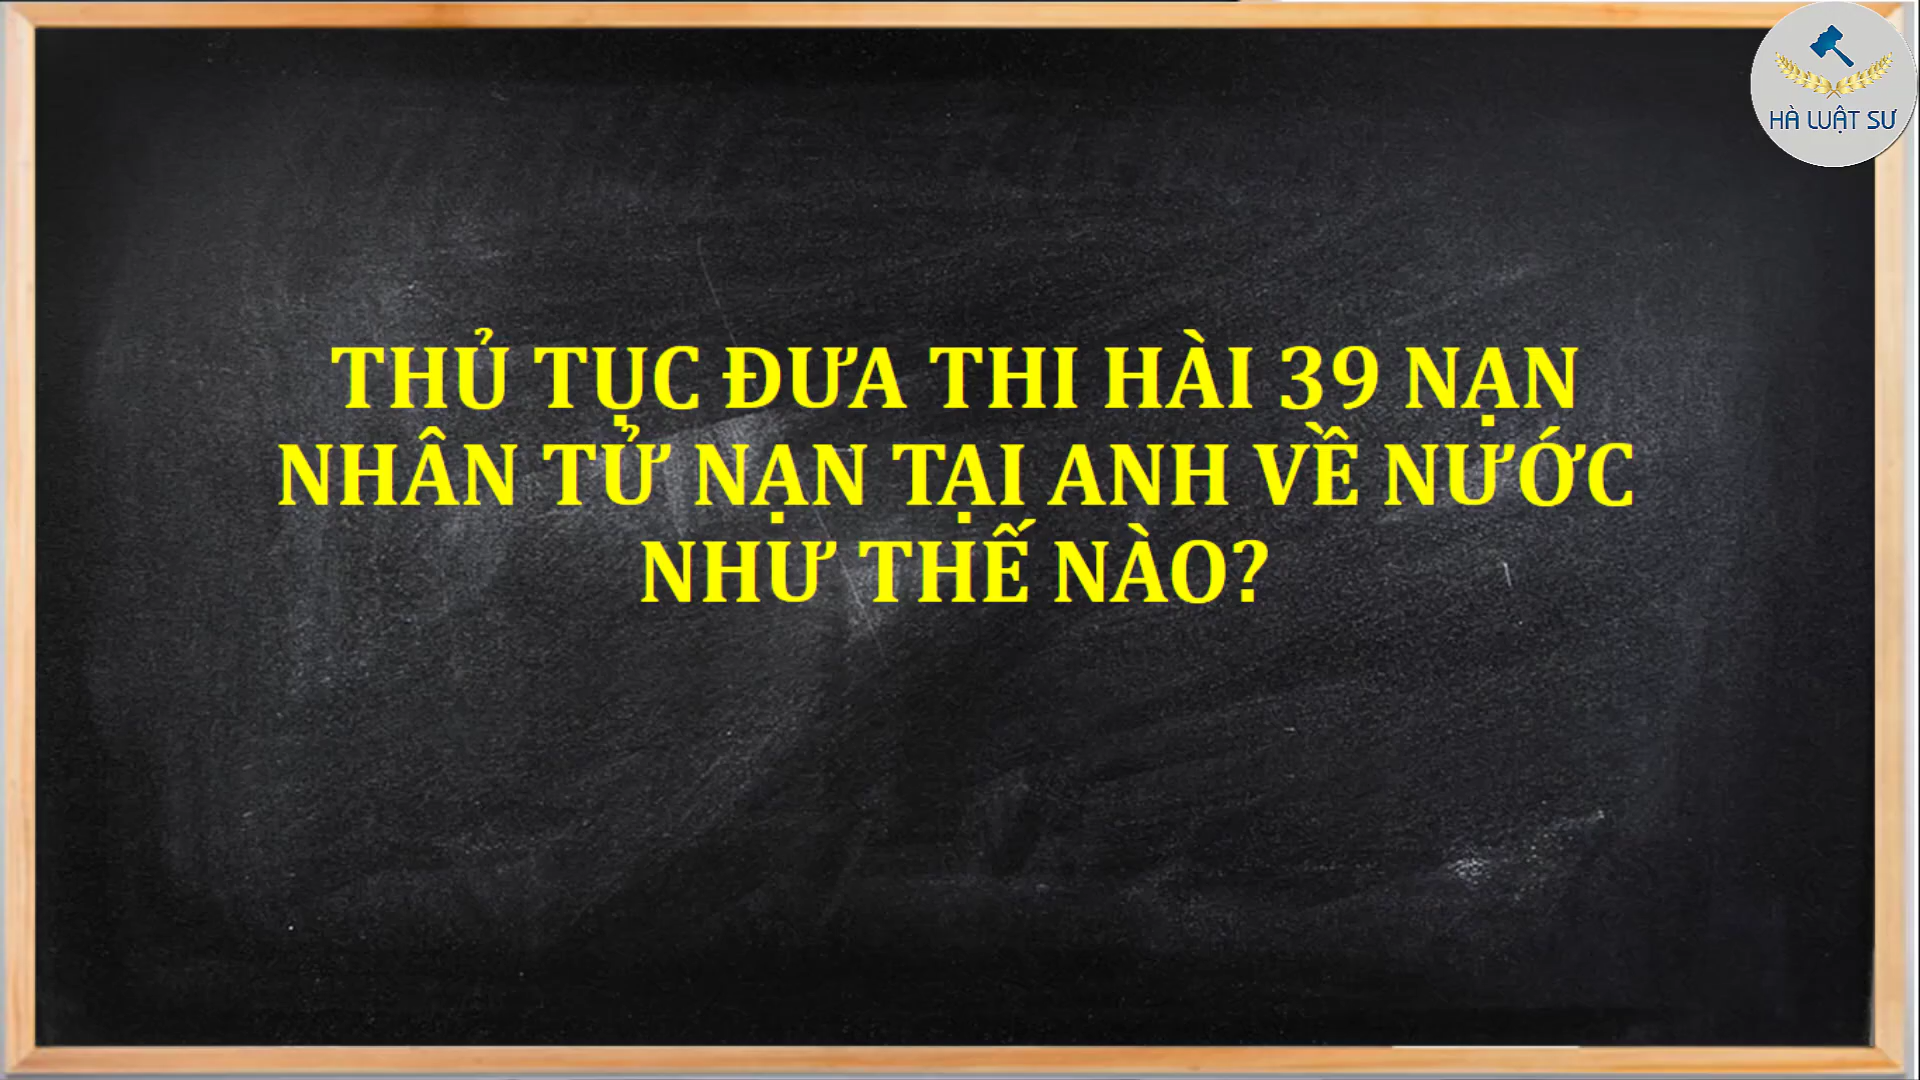 HÀ LUẬT SƯ
THỦ TỤC ĐƯA THI HÀI 39 NẠN
NHÂN TỬ NẠN TẠI ANH VỀ NƯỚC
NHƯ THẾ NÀO?